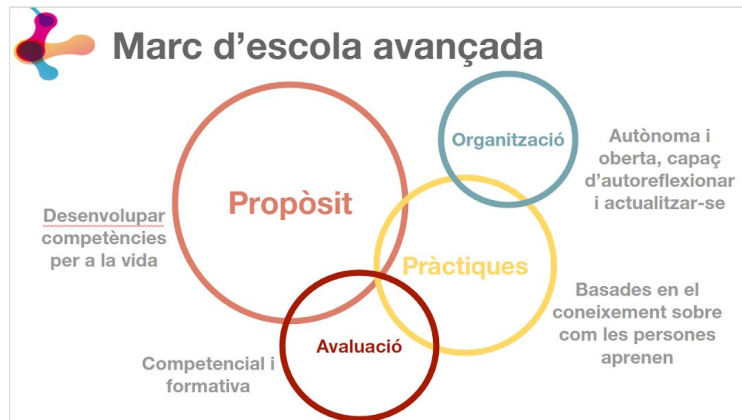 Marc d’escola avançada
Propòsit
Desenvolupar
competències
per a la vida
Organització
Autònoma i
oberta, capaç
d’autoreflexionar
i actualitzar-se
Pràctiques
Basades en el
coneixement sobre
com les persones
aprenen
Avaluació
Competencial i
formativa